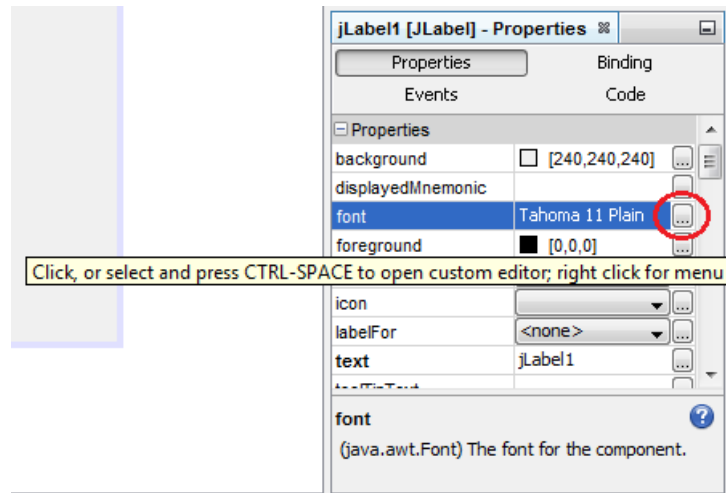 jLabel1 [JLabel] - Properties
Properties Binding
Events Code
Properties
background [240,240,240] ...
displayedMnemonic
font Tahoma 11 Plain ...
foreground [0,0,0] ...
Click, or select and press CTRL-SPACE to open custom editor; right click for menu
icon ...
labelFor <none> ...
text jLabel1 ...
toolTipText
font
(java.awt.Font) The font for the component.